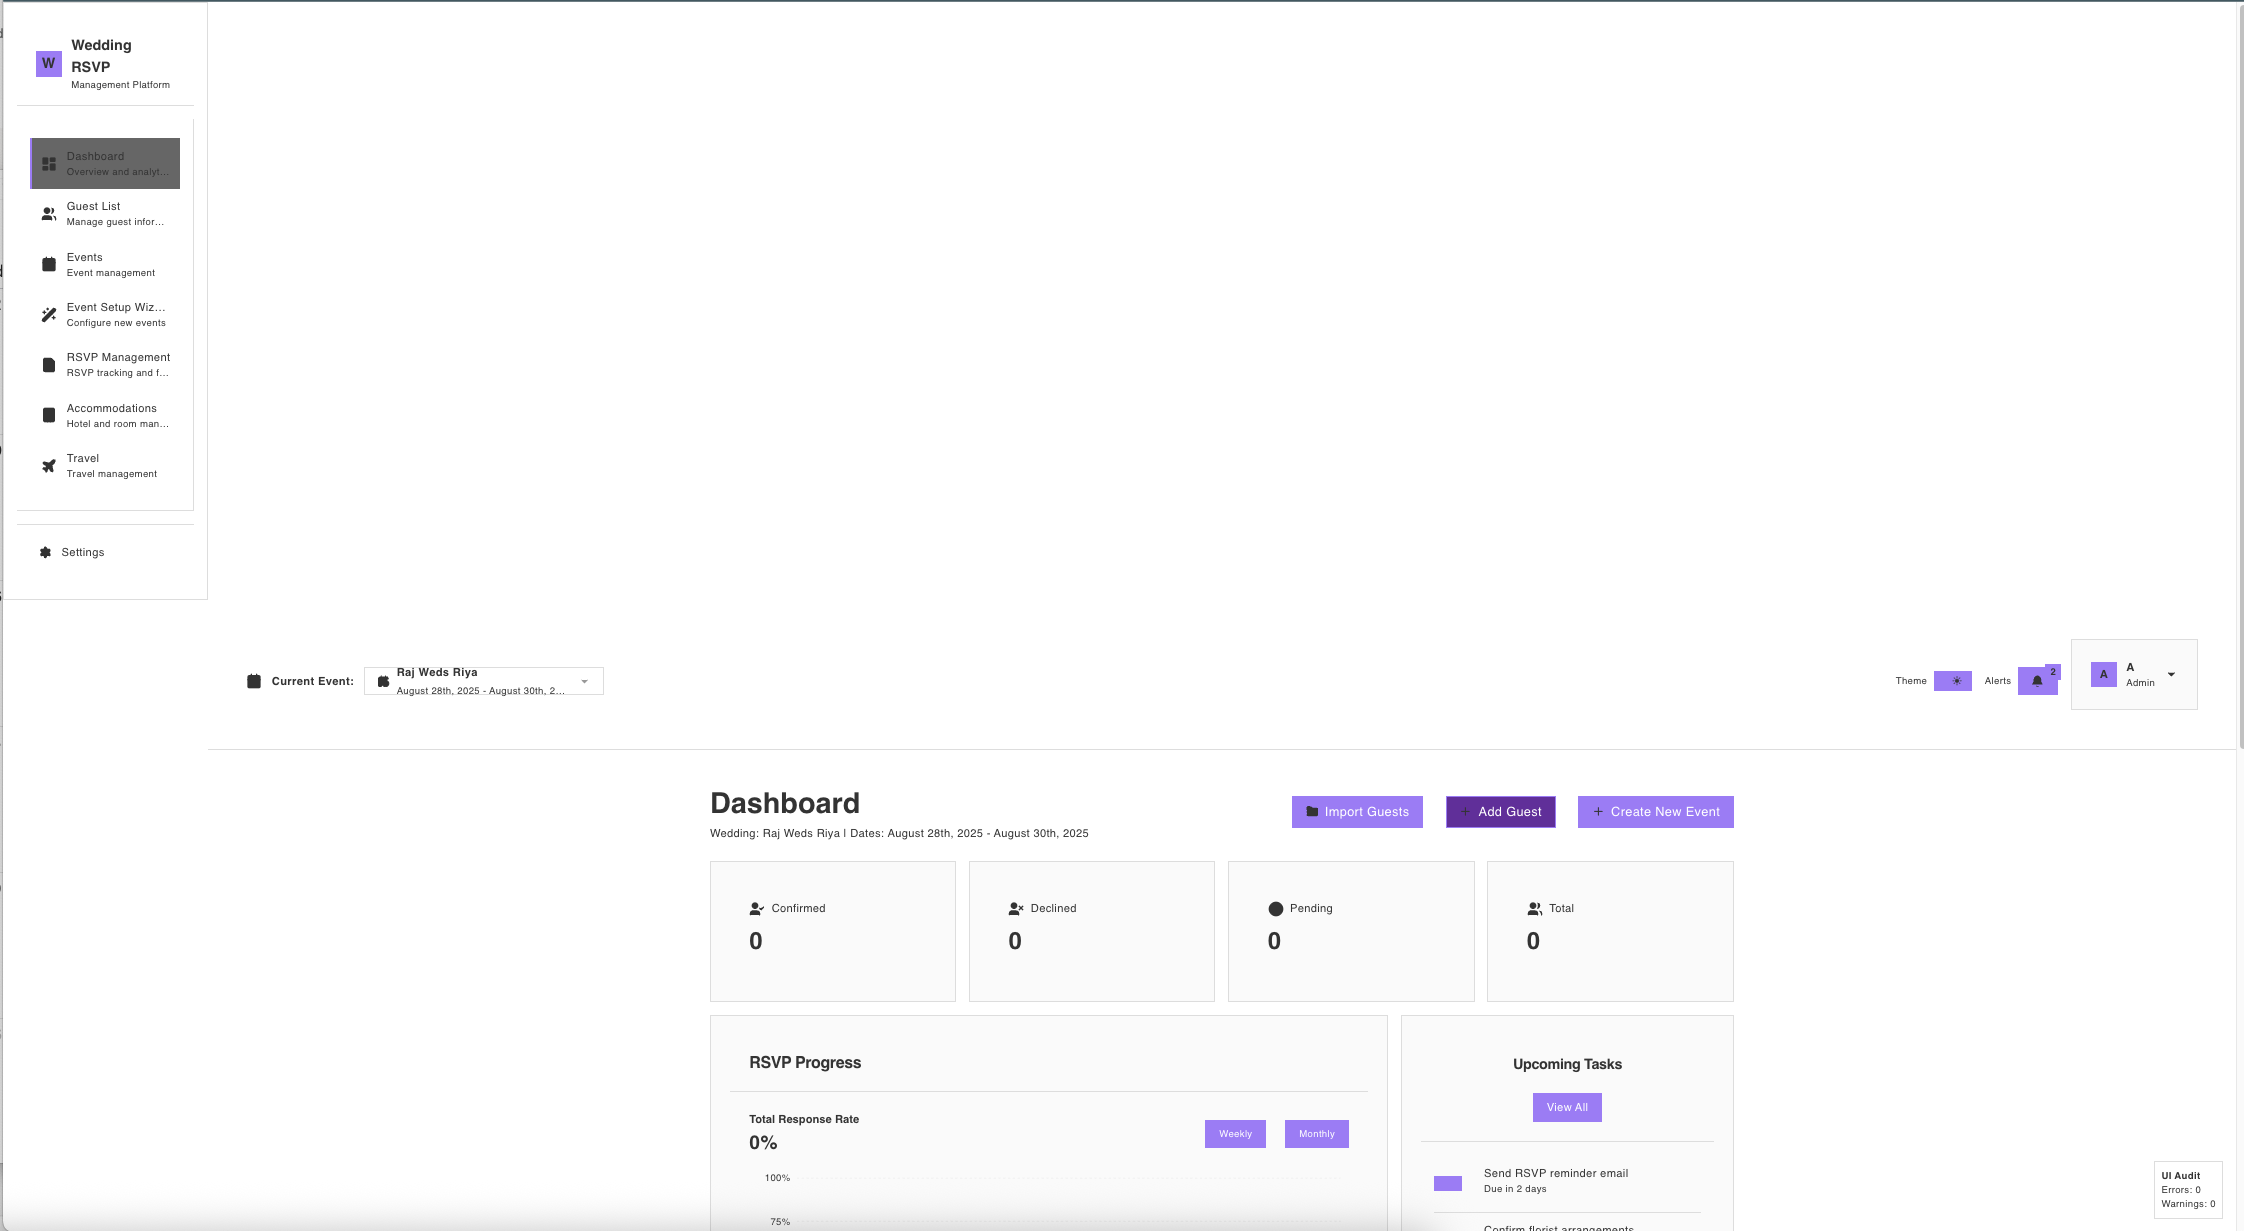 W
Wedding
RSVP
Management Platform
Dashboard
Overview and analyt...
Guest List
Manage guest infor...
Events
Event management
Event Setup Wiz...
Configure new events
RSVP Management
RSVP tracking and f...
Accommodations
Hotel and room man...
Travel
Travel management
Settings
Current Event:
Raj Weds Riya
August 28th, 2025 - August 30th, 2...
Theme
Alerts
2
A
A
Admin
Dashboard
Wedding: Raj Weds Riya | Dates: August 28th, 2025 - August 30th, 2025
Import Guests
+ Add Guest
+ Create New Event
Confirmed
0
Declined
0
Pending
0
Total
0
RSVP Progress
Total Response Rate
0%
Weekly
Monthly
100%
75%
Upcoming Tasks
View All
Send RSVP reminder email
Due in 2 days
Confirm florist arrangements
UI Audit
Errors: 0
Warnings: 0